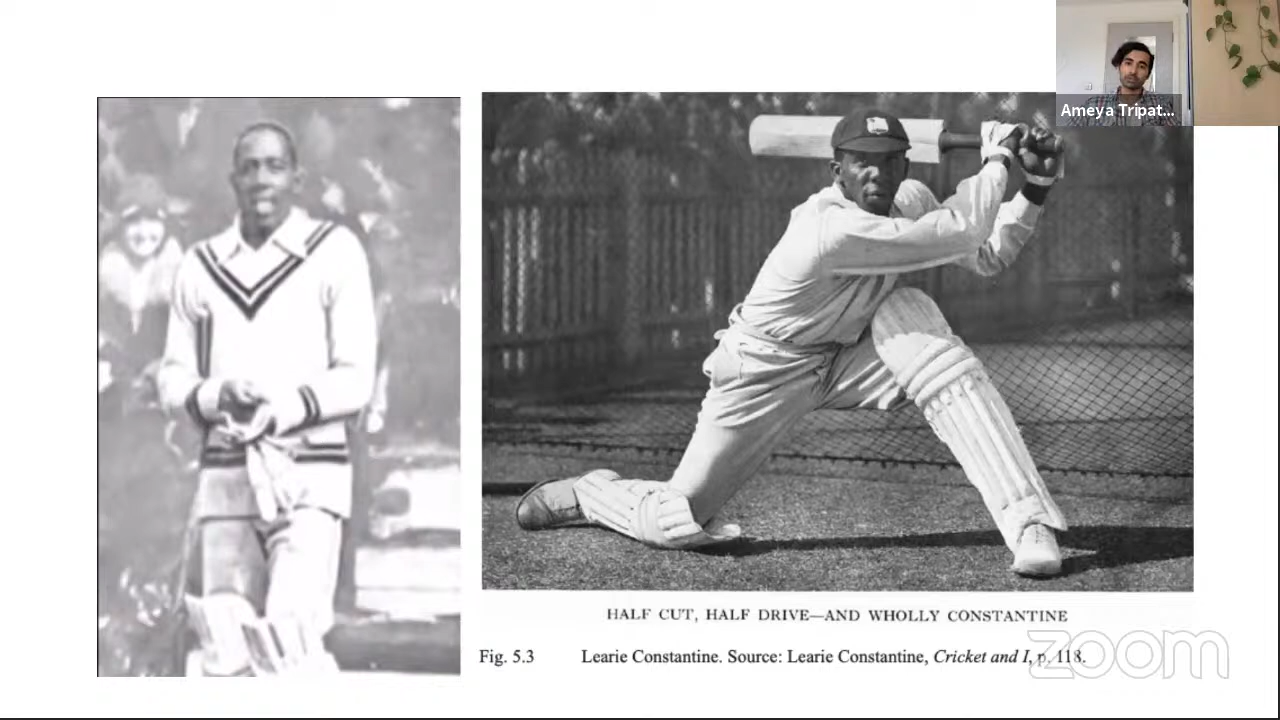 Ameya Tripat...
HALF CUT, HALF DRIVE—AND WHOLLY CONSTANTINE
Fig. 5.3 Learie Constantine. Source: Learie Constantine, Cricket and I, p. 118.
zoom